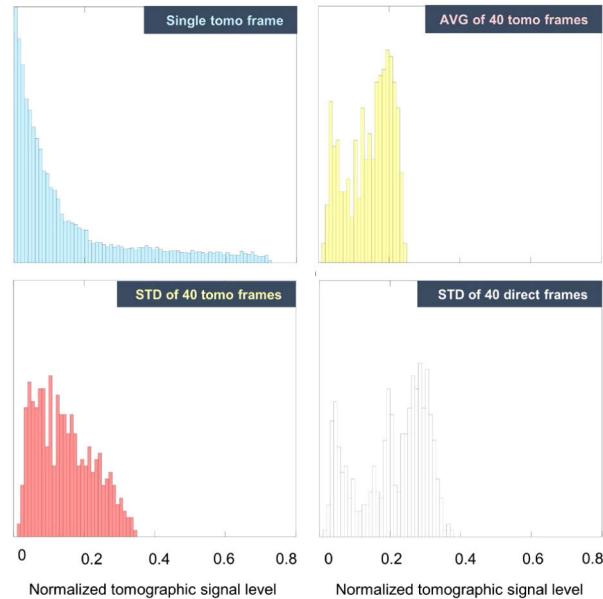 Single tomo frame
AVG of 40 tomo frames
STD of 40 tomo frames
STD of 40 direct frames
0 0.2 0.4 0.6 0.8
0 0.2 0.4 0.6 0.8
Normalized tomographic signal level
Normalized tomographic signal level